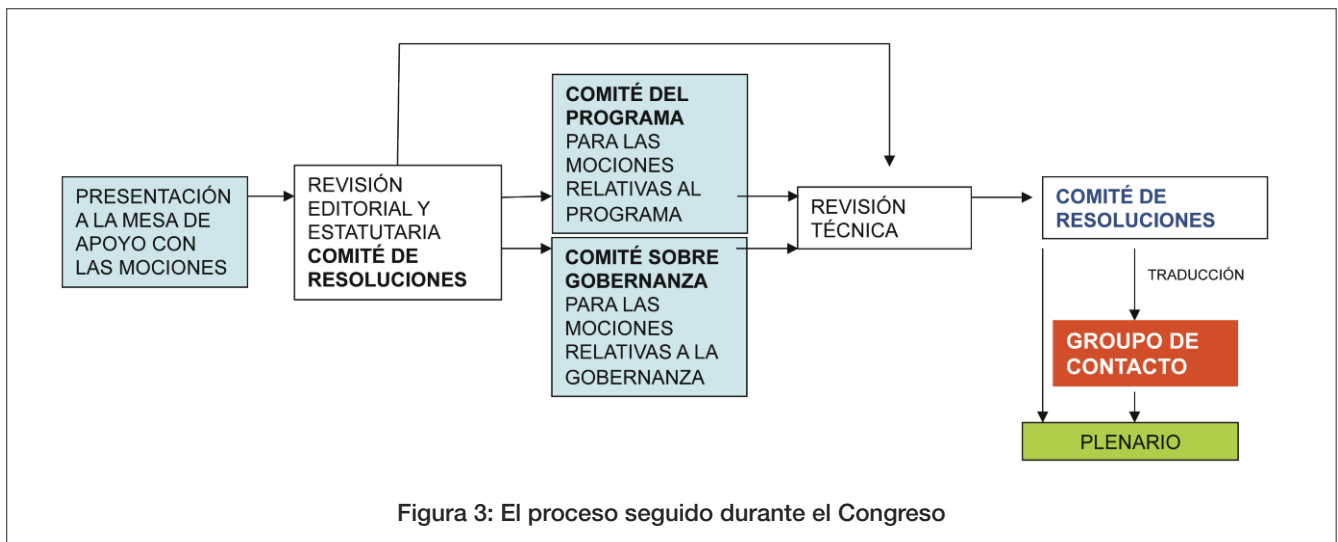 PRESENTACIÓN
A LA MESA DE
APOYO CON
LAS MOCIONES
REVISIÓN
EDITORIAL Y
ESTATUTARIA
COMITÉ DE
RESOLUCIONES
COMITÉ DEL
PROGRAMA
PARA LAS
MOCIONES
RELATIVAS AL
PROGRAMA
COMITÉ SOBRE
GOBERNANZA
PARA LAS
MOCIONES
RELATIVAS A LA
GOBERNANZA
REVISIÓN
TÉCNICA
COMITÉ DE
RESOLUCIONES
TRADUCCIÓN
GROUPO DE
CONTACTO
PLENARIO
Figura 3: El proceso seguido durante el Congreso